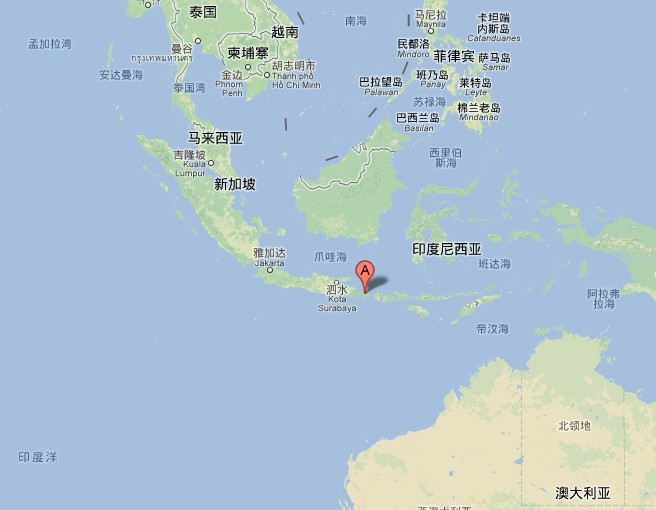 泰国
曼谷
กรุงเทพมหานคร
孟加拉湾
安达曼海
泰国湾
柬埔寨
金边
Phnom
Penh
越南
胡志明市
Thành phố
Hồ Chí Minh
南海
马尼拉
Maynila
卡坦端
内斯岛
Catanduanes
民都洛
Mindoro
菲律宾
萨马岛
Samar
巴拉望岛
Palawan
班乃岛
Panay
莱特岛
Leyte
苏禄海
棉兰老岛
Mindanao
巴西兰岛
Basilan
西里伯
斯海
马来西亚
吉隆坡
Kuala
Lumpur
新加坡
雅加达
Jakarta
爪哇海
印度尼西亚
班达海
A
泗水
Kota
Surabaya
阿拉弗
拉海
帝汶海
印度洋
北领地
澳大利亚